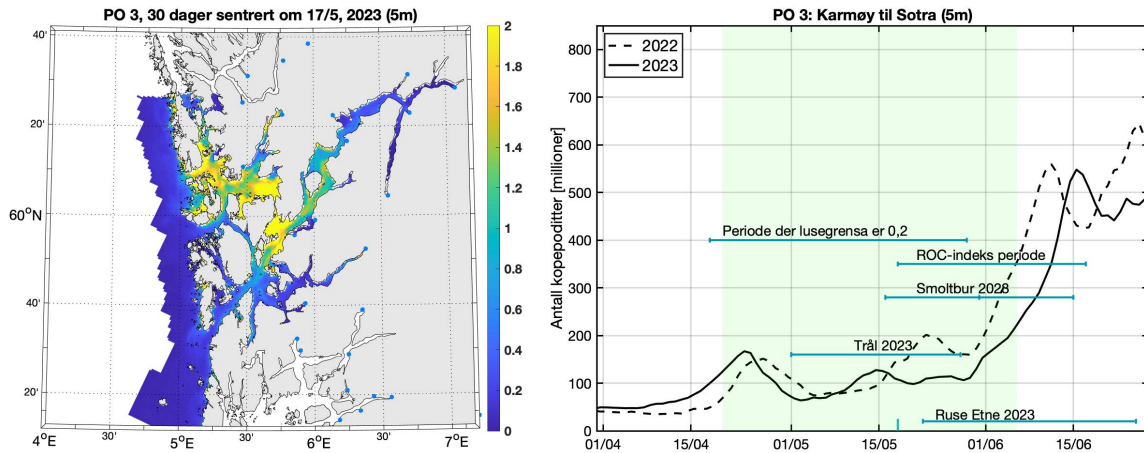 PO 3, 30 dager sentrert om 17/5, 2023 (5m)
40'
20'
60°N
40'
20'
4°E
30'
5°E
30'
6°E
30'
7°E
2
1.8
1.6
1.4
1.2
1
0.8
0.6
0.4
0.2
0
PO 3: Karmøy til Sotra (5m)
2022
2023
Antall kopepoditter [millioner]
800
700
600
500
400
300
200
100
0
Periode der lusegrensa er 0,2
ROC-indeks periode
Smoltbur 2023
Trål 2023
Ruse Etne 2023
01/04
15/04
01/05
15/05
01/06
15/06